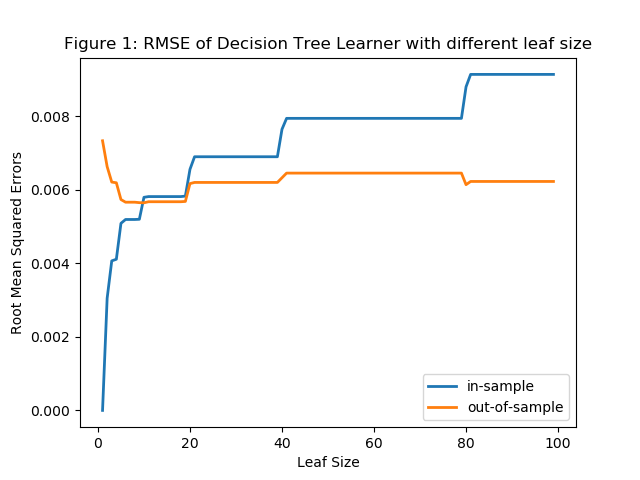 Figure 1: RMSE of Decision Tree Learner with different leaf size
Root Mean Squared Errors
0.008
0.006
0.004
0.002
0.000
in-sample
out-of-sample
0 20 40 60 80 100
Leaf Size